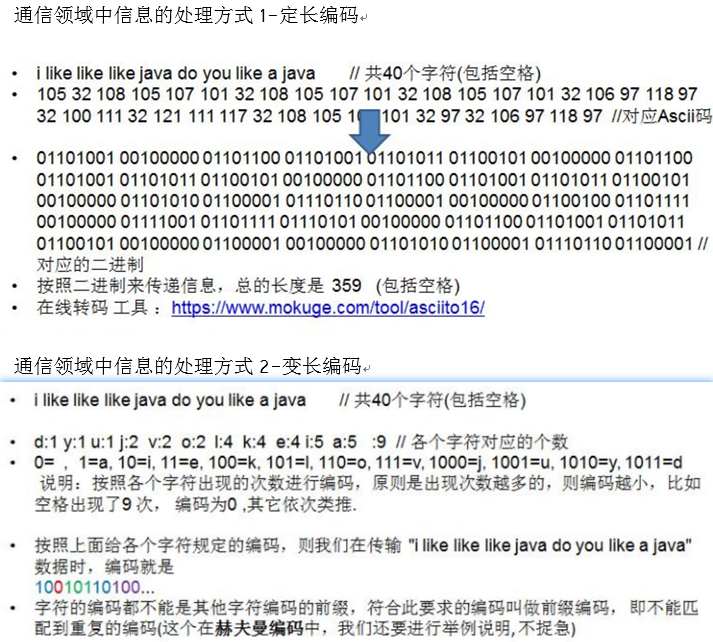 通信领域中信息的处理方式 1-定长编码
• i like like like java do you like a java // 共40个字符(包括空格)
• 105 32 108 105 107 101 32 108 105 107 101 32 108 105 107 101 32 106 97 118 97
32 100 111 32 121 111 117 32 108 105 101 32 97 32 106 97 118 97 //对应Ascii码
• 01101001 00100000 01101100 01101001 01101011 01100101 00100000 01101100
01101001 01101011 01100101 00100000 01101100 01101001 01101011 01100101
00100000 01101010 01100001 01110110 01100001 00100000 01100100 01101111
00100000 01111001 01101111 01110101 00100000 01101100 01101001 01101011
01100101 00100000 01100001 00100000 01101010 01100001 01110110 01100001 //
对应的二进制
• 按照二进制来传递信息，总的长度是 359 (包括空格)
• 在线转码 工具 ：https://www.mokuge.com/tool/asciito16/
通信领域中信息的处理方式 2-变长编码
• i like like like java do you like a java // 共40个字符(包括空格)
• d:1 y:1 u:1 j:2 v:2 o:2 l:4 k:4 e:4 i:5 a:5 :9 // 各个字符对应的个数
• 0= , 1=a, 10=i, 11=e, 100=k, 101=l, 110=o, 111=v, 1000=j, 1001=u, 1010=y, 1011=d
说明：按照各个字符出现的次数进行编码，原则是出现次数越多的，则编码越小，比如
空格出现了9 次， 编码为0 ,其它依次类推.
• 按照上面给各个字符规定的编码，则我们在传输 "i like like like java do you like a java"
数据时，编码就是
10010110100...
• 字符的编码都不能是其他字符编码的前缀，符合此要求的编码叫做前缀编码， 即不能匹
配到重复的编码(这个在赫夫曼编码中，我们还要进行举例说明,不捉急)